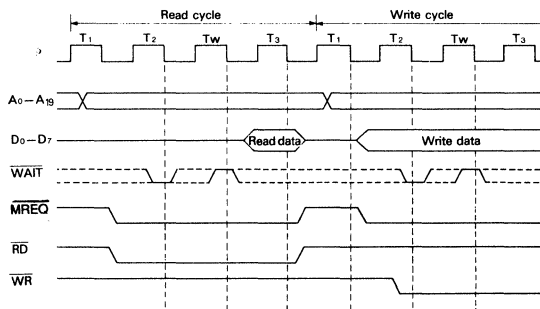 Read cycle Write cycle
T1 T2 Tw T3 T1 T2 Tw T3
A0–A19
D0–D7 Read data Write data
WAIT
MREQ
RD
WR